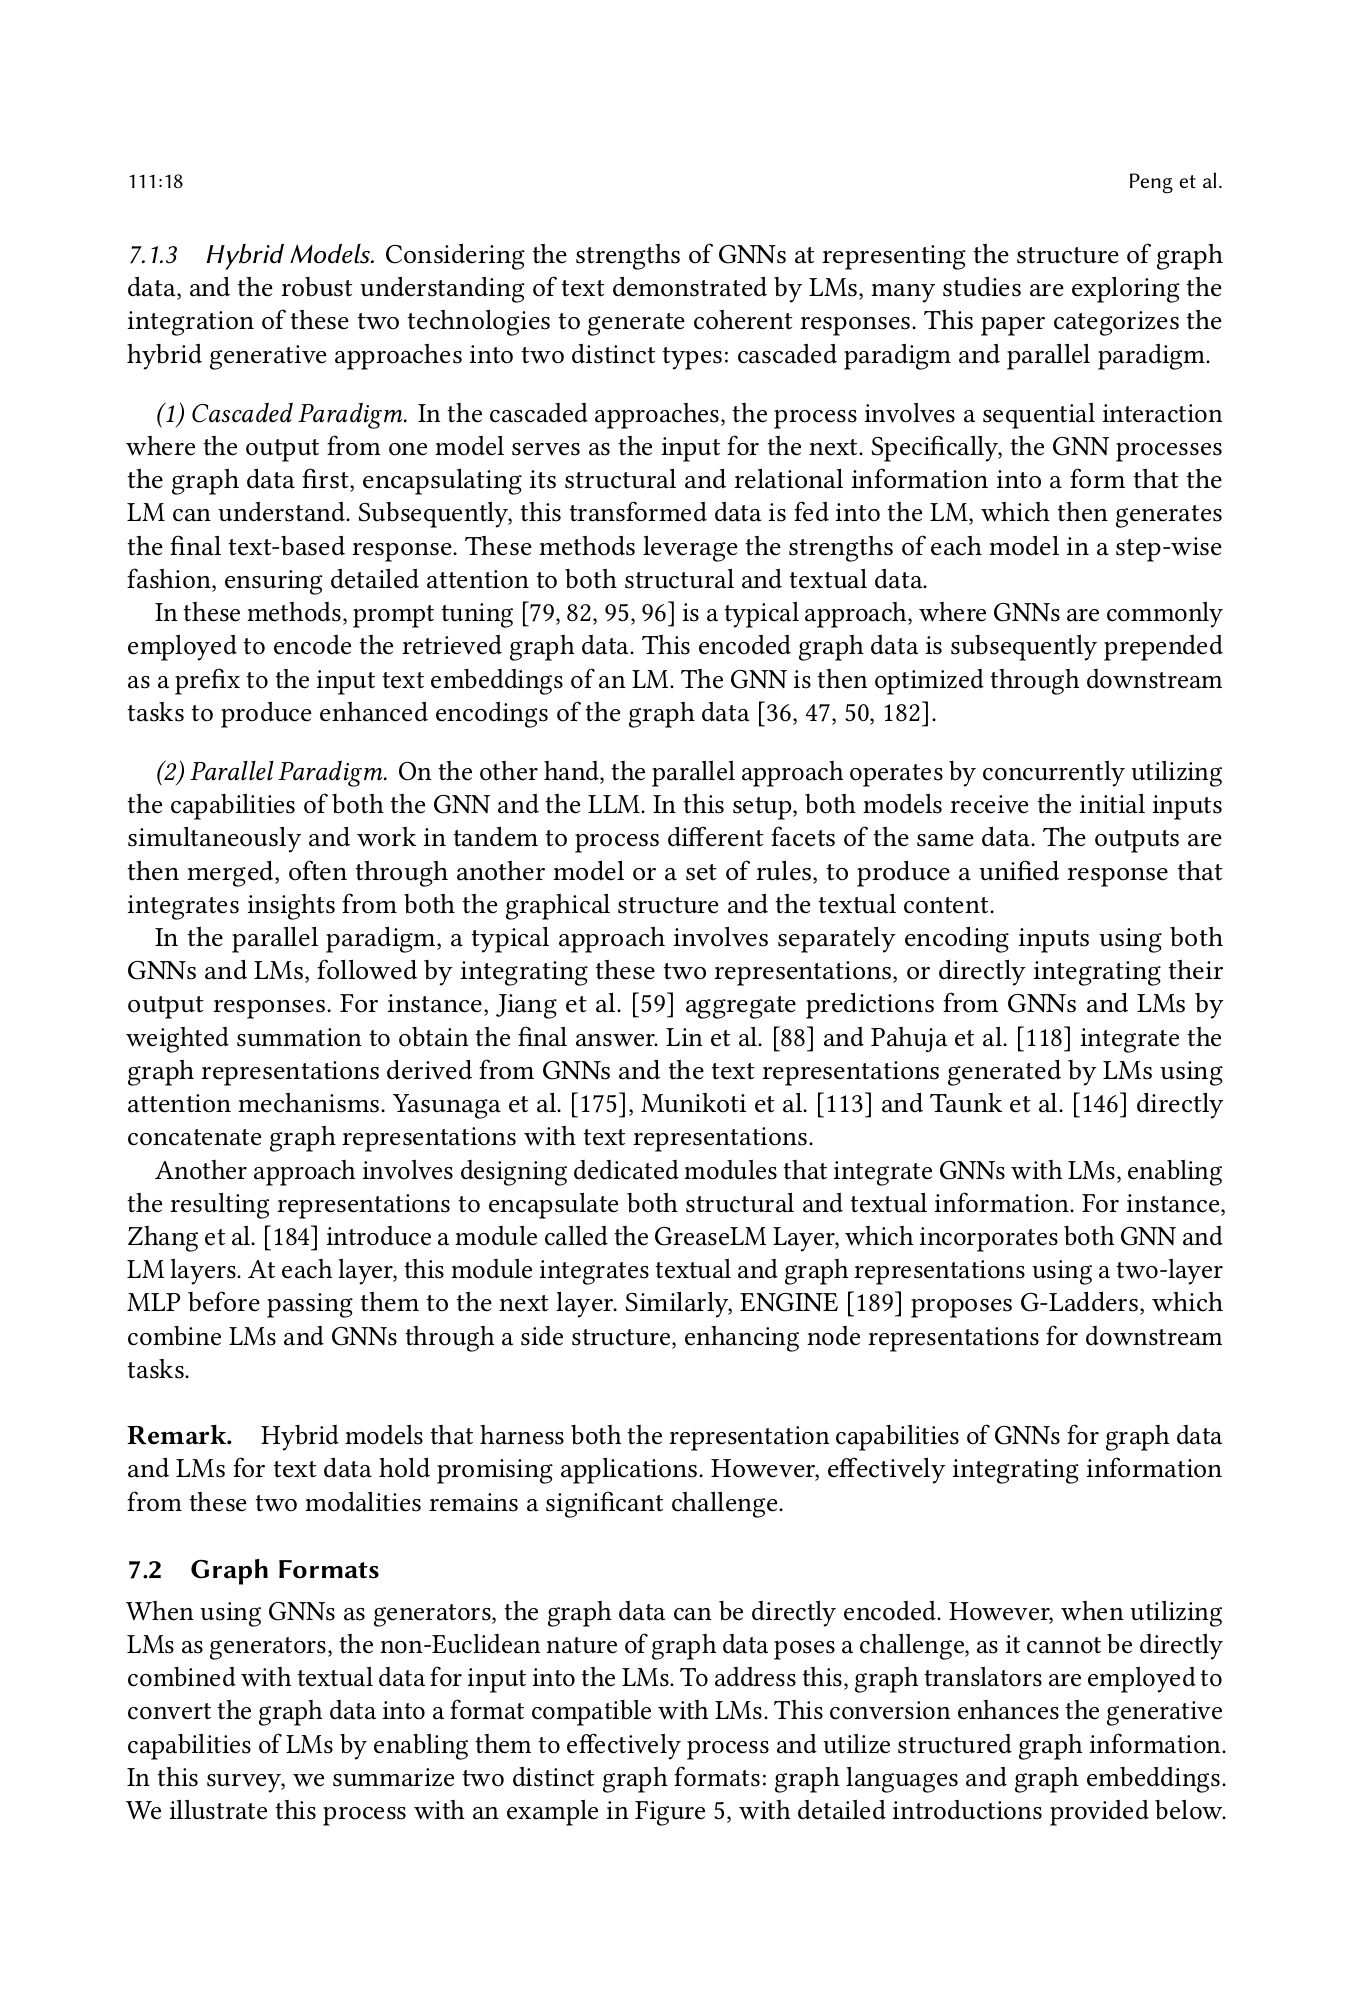 111:18
Peng et al.
7.1.3 Hybrid Models. Considering the strengths of GNNs at representing the structure of graph
data, and the robust understanding of text demonstrated by LMs, many studies are exploring the
integration of these two technologies to generate coherent responses. This paper categorizes the
hybrid generative approaches into two distinct types: cascaded paradigm and parallel paradigm.
(1) Cascaded Paradigm. In the cascaded approaches, the process involves a sequential interaction
where the output from one model serves as the input for the next. Specifically, the GNN processes
the graph data first, encapsulating its structural and relational information into a form that the
LM can understand. Subsequently, this transformed data is fed into the LM, which then generates
the final text-based response. These methods leverage the strengths of each model in a step-wise
fashion, ensuring detailed attention to both structural and textual data.
In these methods, prompt tuning [79, 82, 95, 96] is a typical approach, where GNNs are commonly
employed to encode the retrieved graph data. This encoded graph data is subsequently prepended
as a prefix to the input text embeddings of an LM. The GNN is then optimized through downstream
tasks to produce enhanced encodings of the graph data [36, 47, 50, 182].
(2) Parallel Paradigm. On the other hand, the parallel approach operates by concurrently utilizing
the capabilities of both the GNN and the LLM. In this setup, both models receive the initial inputs
simultaneously and work in tandem to process different facets of the same data. The outputs are
then merged, often through another model or a set of rules, to produce a unified response that
integrates insights from both the graphical structure and the textual content.
In the parallel paradigm, a typical approach involves separately encoding inputs using both
GNNs and LMs, followed by integrating these two representations, or directly integrating their
output responses. For instance, Jiang et al. [59] aggregate predictions from GNNs and LMs by
weighted summation to obtain the final answer. Lin et al. [88] and Pahuja et al. [118] integrate the
graph representations derived from GNNs and the text representations generated by LMs using
attention mechanisms. Yasunaga et al. [175], Munikoti et al. [113] and Taunk et al. [146] directly
concatenate graph representations with text representations.
Another approach involves designing dedicated modules that integrate GNNs with LMs, enabling
the resulting representations to encapsulate both structural and textual information. For instance,
Zhang et al. [184] introduce a module called the GreaseLM Layer, which incorporates both GNN and
LM layers. At each layer, this module integrates textual and graph representations using a two-layer
MLP before passing them to the next layer. Similarly, ENGINE [189] proposes G-Ladders, which
combine LMs and GNNs through a side structure, enhancing node representations for downstream
tasks.
Remark. Hybrid models that harness both the representation capabilities of GNNs for graph data
and LMs for text data hold promising applications. However, effectively integrating information
from these two modalities remains a significant challenge.
7.2 Graph Formats
When using GNNs as generators, the graph data can be directly encoded. However, when utilizing
LMs as generators, the non-Euclidean nature of graph data poses a challenge, as it cannot be directly
combined with textual data for input into the LMs. To address this, graph translators are employed to
convert the graph data into a format compatible with LMs. This conversion enhances the generative
capabilities of LMs by enabling them to effectively process and utilize structured graph information.
In this survey, we summarize two distinct graph formats: graph languages and graph embeddings.
We illustrate this process with an example in Figure 5, with detailed introductions provided below.